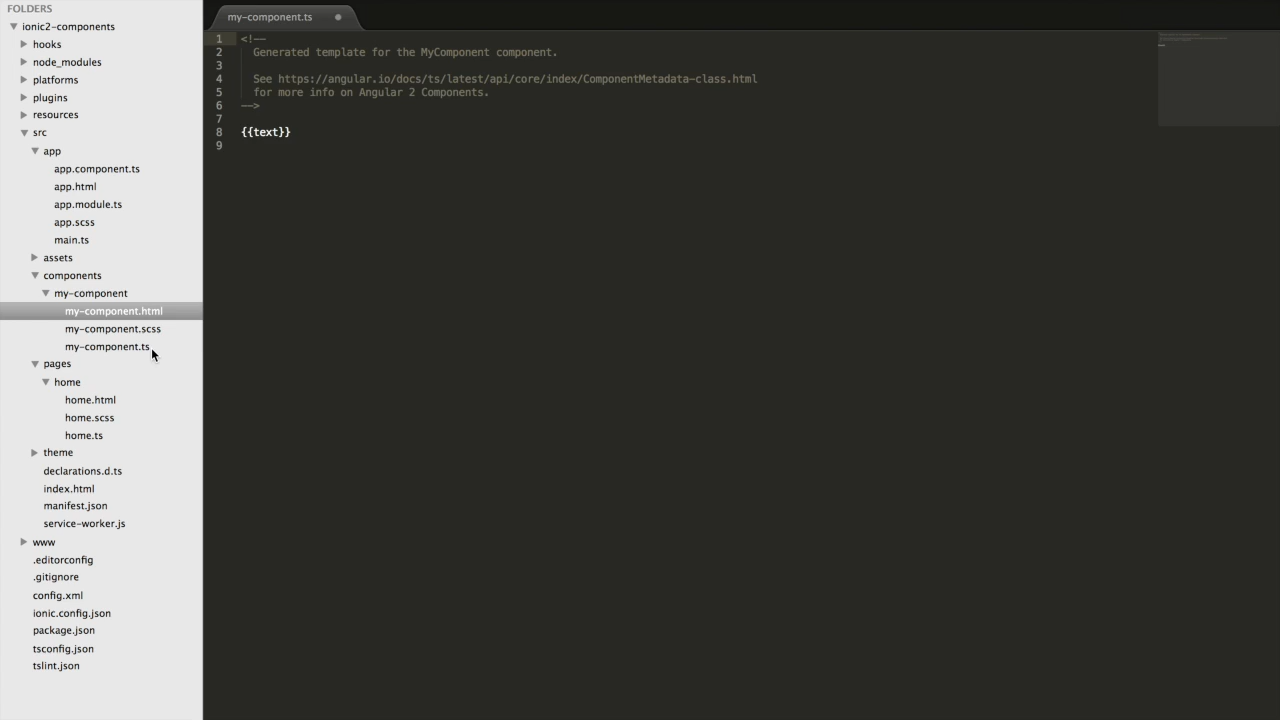 FOLDERS
ionic2-components
hooks
node_modules
platforms
plugins
resources
src
app
app.component.ts
app.html
app.module.ts
app.scss
main.ts
assets
components
my-component
my-component.html
my-component.scss
my-component.ts
pages
home
home.html
home.scss
home.ts
theme
declarations.d.ts
index.html
manifest.json
service-worker.js
www
.editorconfig
.gitignore
config.xml
ionic.config.json
package.json
tsconfig.json
tslint.json
my-component.ts
1 <!--
2 Generated template for the MyComponent component.
3
4 See https://angular.io/docs/ts/latest/api/core/index/ComponentMetadata-class.html
5 for more info on Angular 2 Components.
6 -->
7
8 {{text}}
9